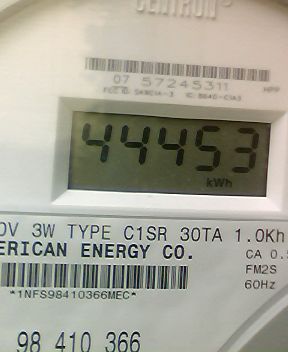 CENTRON®
07 57245311
44453
kWh
0V 3W TYPE C1SR 30TA 1.0Kh
ERICAN ENERGY CO.
CA 0.5
FM2S
60Hz
*1NFS98410366MEC*
98 410 366